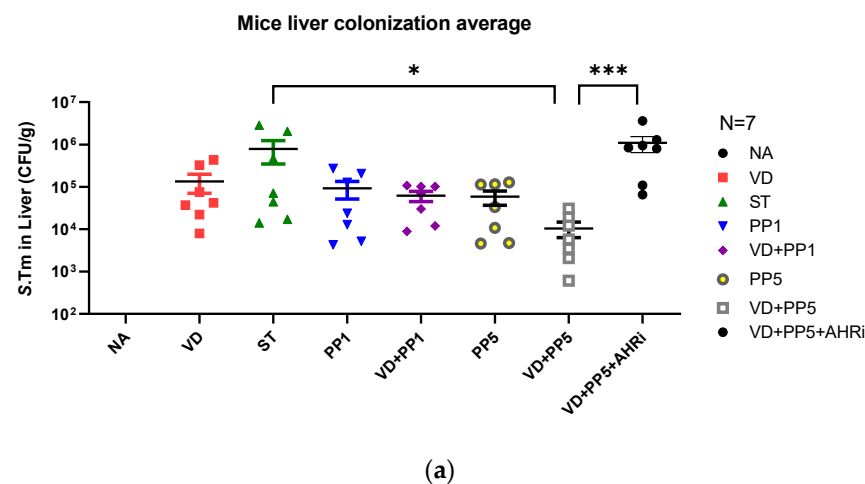 Mice liver colonization average
*
***
S.Tm in Liver (CFU/g)
10⁷
10⁶
10⁵
10⁴
10³
10²
NA
VD
ST
PP1
VD+PP1
PP5
VD+PP5
VD+PP5+AHRi
N=7
NA
VD
ST
PP1
VD+PP1
PP5
VD+PP5
VD+PP5+AHRi
(a)